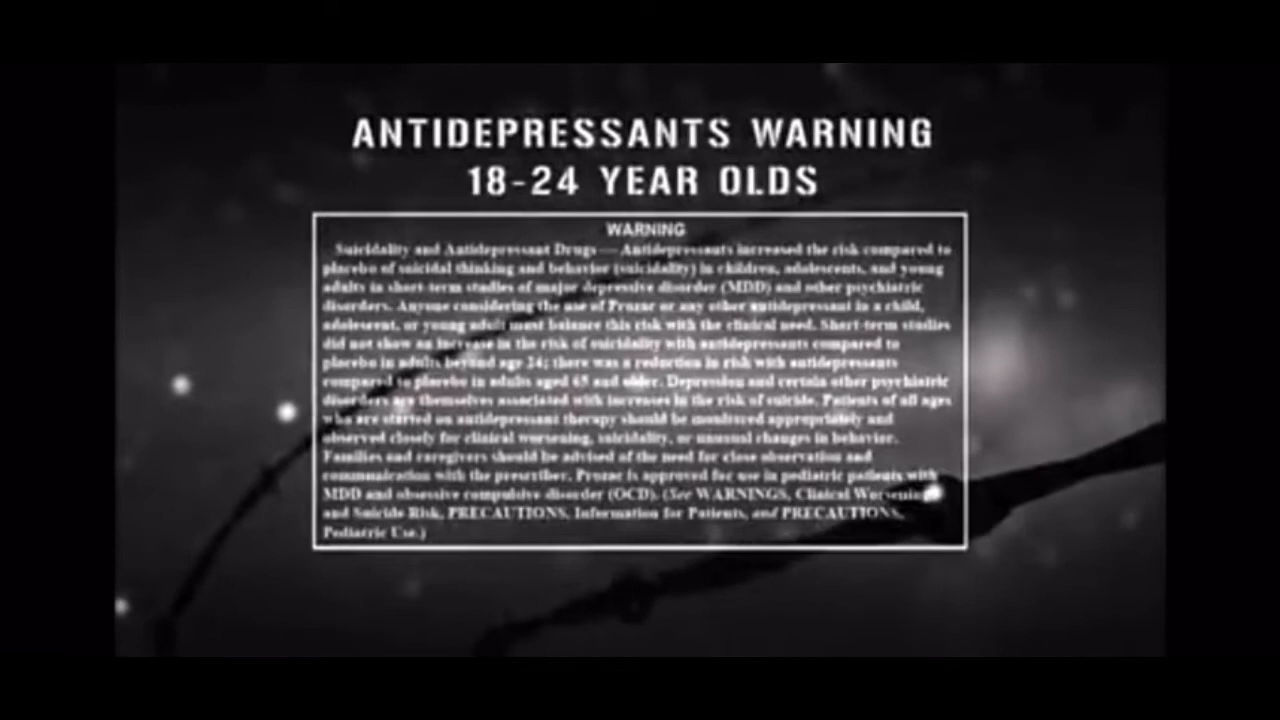 ANTIDEPRESSANTS WARNING
18-24 YEAR OLDS
WARNING
Suicidality and Antidepressant Drugs — Antidepressants increased the risk compared to
placebo of suicidal thinking and behavior (suicidality) in children, adolescents, and young
adults in short-term studies of major depressive disorder (MDD) and other psychiatric
disorders. Anyone considering the use of Prozac or any other antidepressant in a child,
adolescent, or young adult must balance this risk with the clinical need. Short-term studies
did not show an increase in the risk of suicidality with antidepressants compared to
placebo in adults beyond age 24; there was a reduction in risk with antidepressants
compared to placebo in adults aged 65 and older. Depression and certain other psychiatric
disorders are themselves associated with increases in the risk of suicide. Patients of all ages
who are started on antidepressant therapy should be monitored appropriately and
observed closely for clinical worsening, suicidality, or unusual changes in behavior.
Families and caregivers should be advised of the need for close observation and
communication with the prescriber. Prozac is approved for use in pediatric patients with
MDD and obsessive compulsive disorder (OCD). (See WARNINGS, Clinical Worsening
and Suicide Risk, PRECAUTIONS, Information for Patients, and PRECAUTIONS,
Pediatric Use.)